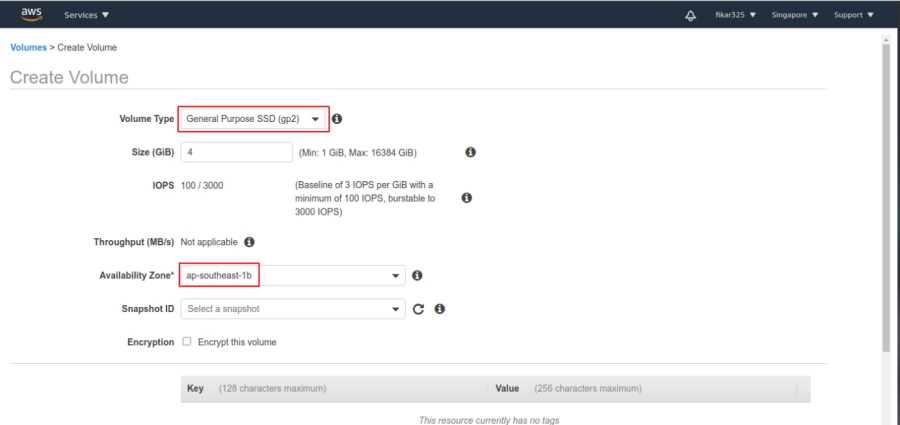 aws
Services
fikar325
Singapore
Support
Volumes > Create Volume
Create Volume
Volume Type General Purpose SSD (gp2)
Size (GiB) 4 (Min: 1 GiB, Max: 16384 GiB)
IOPS 100 / 3000 (Baseline of 3 IOPS per GiB with a
minimum of 100 IOPS, burstable to
3000 IOPS)
Throughput (MB/s) Not applicable
Availability Zone* ap-southeast-1b
Snapshot ID Select a snapshot
Encryption Encrypt this volume
Key (128 characters maximum) Value (256 characters maximum)
This resource currently has no tags